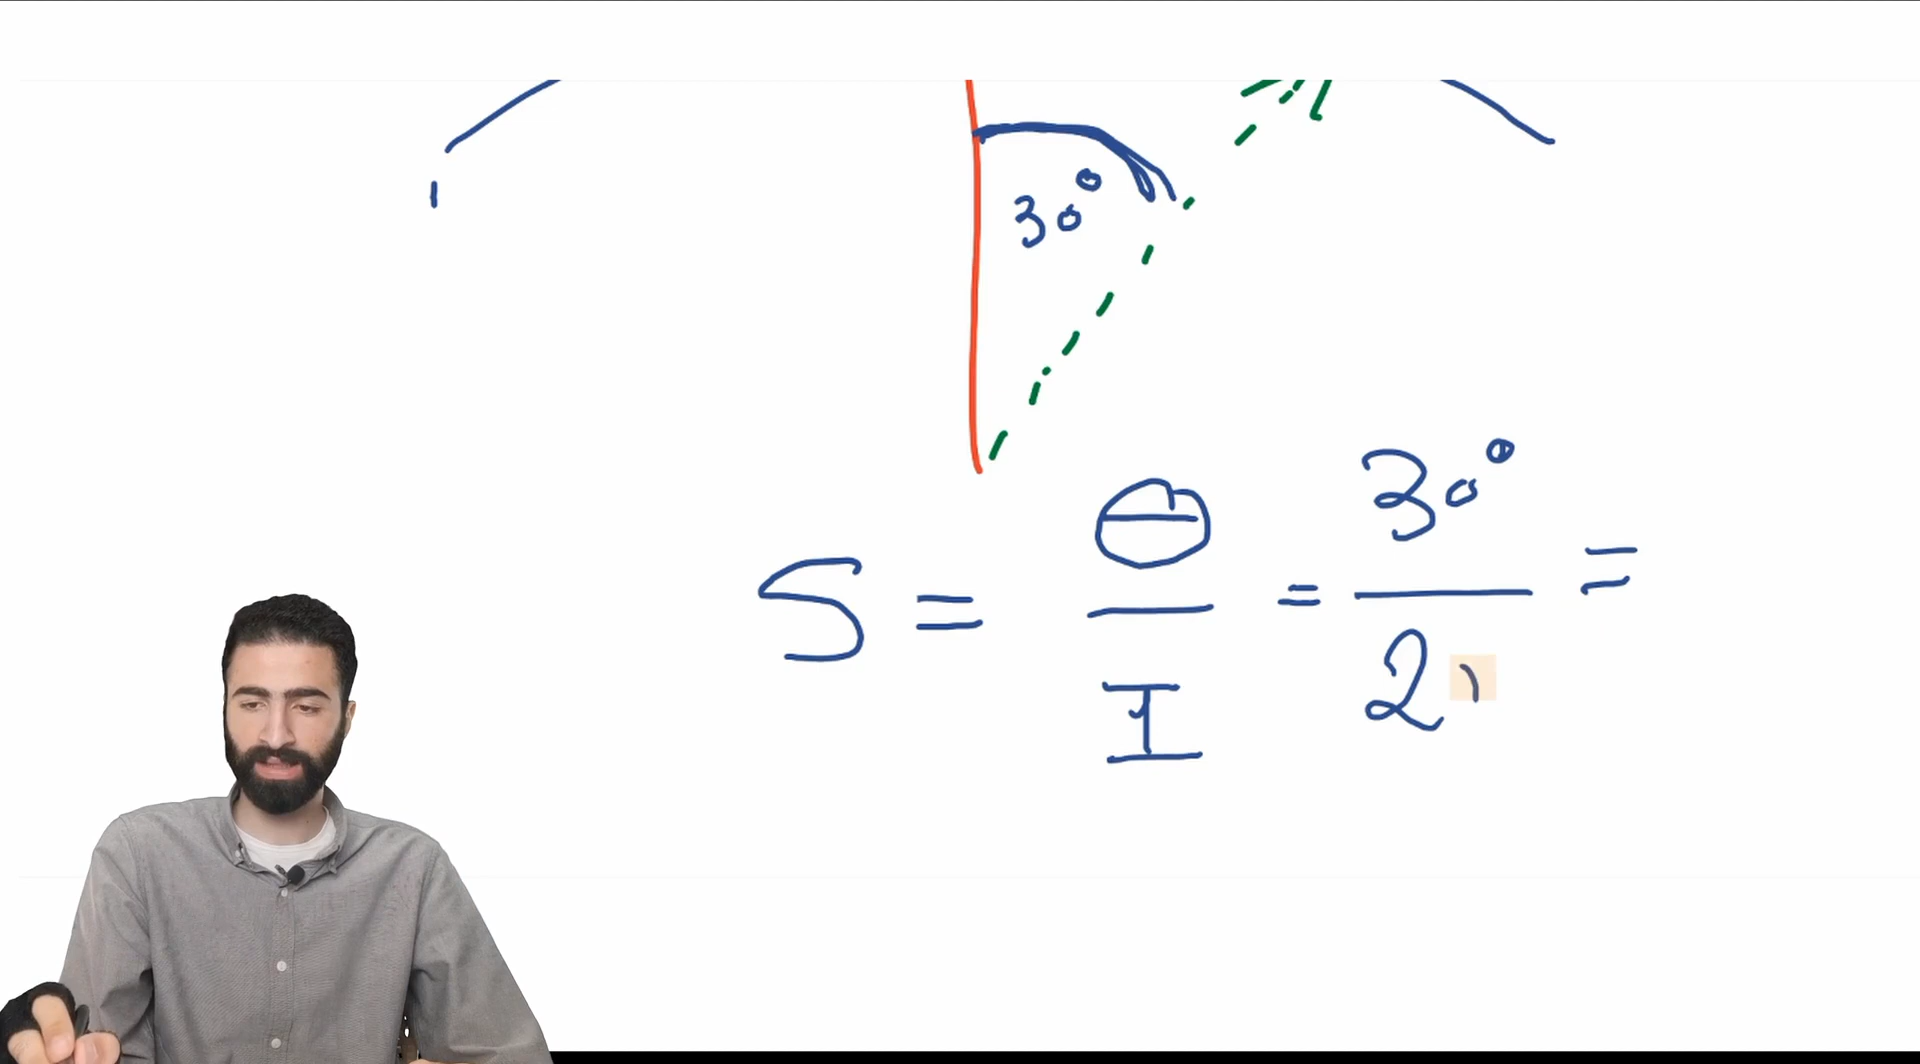 30°
S = Θ / I = 30° / 2 =